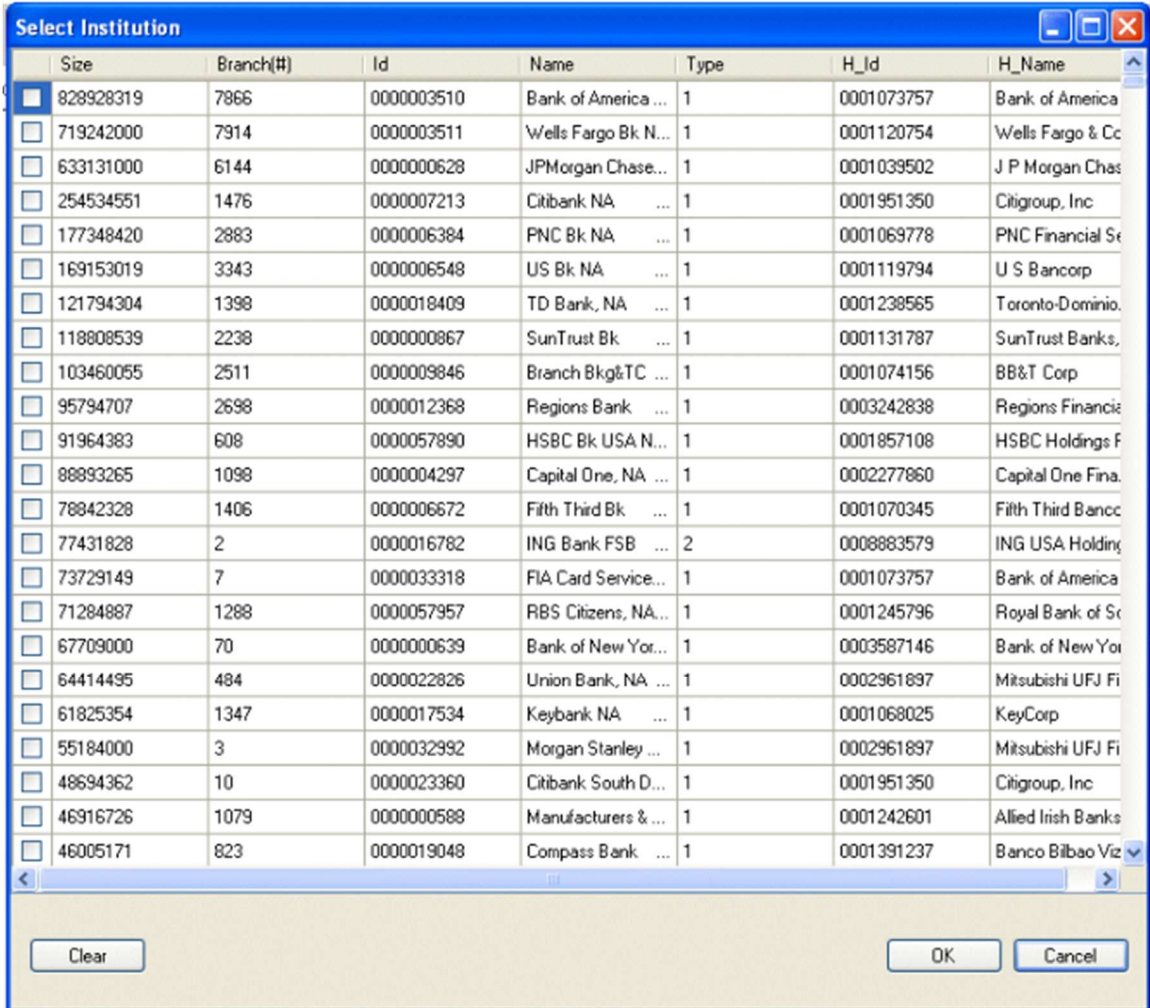 Select Institution
Size Branch(#) Id Name Type H_Id H_Name
828928319 7866 0000003510 Bank of America ... 1 0001073757 Bank of America
719242000 7914 0000003511 Wells Fargo Bk N... 1 0001120754 Wells Fargo & Co
633131000 6144 0000000628 JPMorgan Chase... 1 0001039502 J P Morgan Chas
254534551 1476 0000007213 Citibank NA ... 1 0001951350 Citigroup, Inc
177348420 2883 0000006384 PNC Bk NA ... 1 0001069778 PNC Financial Se
169153019 3343 0000006548 US Bk NA ... 1 0001119794 U S Bancorp
121794304 1398 0000018409 TD Bank, NA ... 1 0001238565 Toronto-Dominio.
118808539 2238 0000000867 SunTrust Bk ... 1 0001131787 SunTrust Banks,
103460055 2511 0000009846 Branch Bkg&TC ... 1 0001074156 BB&T Corp
95794707 2698 0000012368 Regions Bank ... 1 0003242838 Regions Financia
91964383 608 0000057890 HSBC Bk USA N... 1 0001857108 HSBC Holdings P
88893265 1098 0000004297 Capital One, NA ... 1 0002277860 Capital One Fina.
78842328 1406 0000006672 Fifth Third Bk ... 1 0001070345 Fifth Third Banco
77431828 2 0000016782 ING Bank FSB ... 2 0008883579 ING USA Holding
73729149 7 0000033318 FIA Card Service... 1 0001073757 Bank of America
71284887 1288 0000057957 RBS Citizens, NA... 1 0001245796 Royal Bank of Sc
67709000 70 0000000639 Bank of New Yor... 1 0003587146 Bank of New Yor
64414495 484 0000022826 Union Bank, NA ... 1 0002961897 Mitsubishi UFJ Fi
61825354 1347 0000017534 Keybank NA ... 1 0001068025 KeyCorp
55184000 3 0000032992 Morgan Stanley ... 1 0002961897 Mitsubishi UFJ Fi
48694362 10 0000023360 Citibank South D... 1 0001951350 Citigroup, Inc
46916726 1079 0000000588 Manufacturers & ... 1 0001242601 Allied Irish Banks
46005171 823 0000019048 Compass Bank ... 1 0001391237 Banco Bilbao Viz
Clear OK Cancel